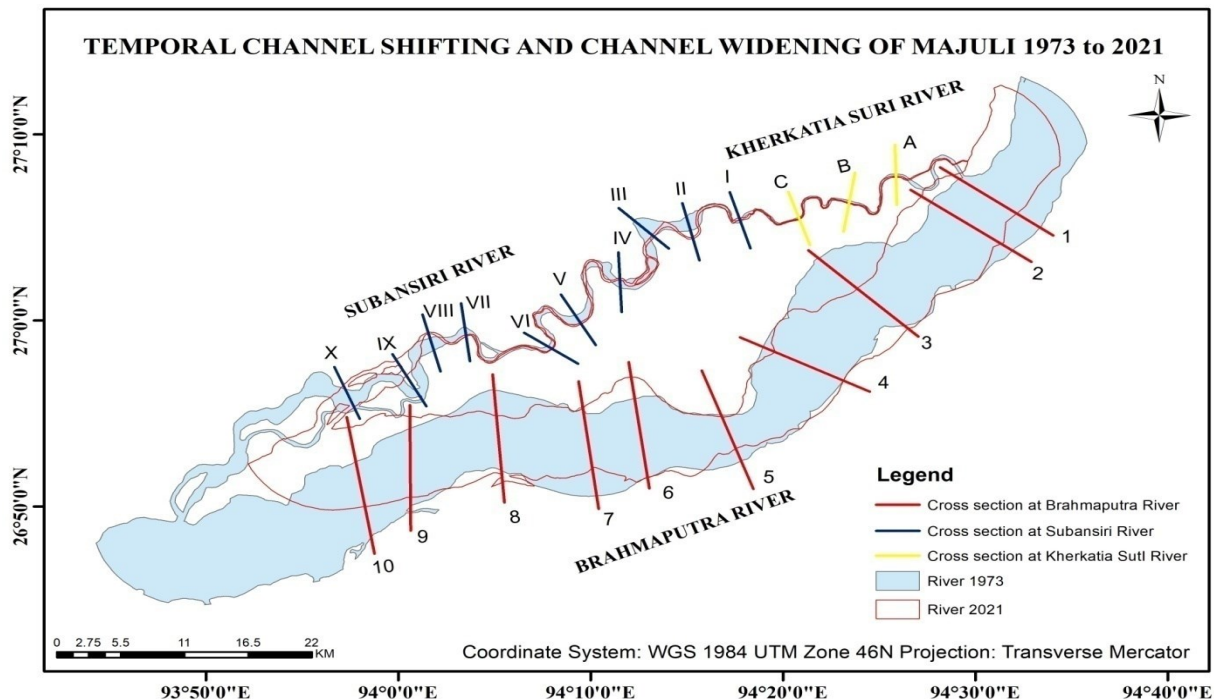 TEMPORAL CHANNEL SHIFTING AND CHANNEL WIDENING OF MAJULI 1973 to 2021
N
KHERKATIA SURI RIVER
A
B
C
I
II
III
IV
SUBANSIRI RIVER
V
VI
VII
VIII
IX
X
1
2
3
4
5
6
7
8
9
10
BRAHMAPUTRA RIVER
27°10'0"N
27°0'0"N
26°50'0"N
Legend
Cross section at Brahmaputra River
Cross section at Subansiri River
Cross section at Kherkatia Sutl River
River 1973
River 2021
0 2.75 5.5 11 16.5 22
KM
Coordinate System: WGS 1984 UTM Zone 46N Projection: Transverse Mercator
93°50'0"E 94°0'0"E 94°10'0"E 94°20'0"E 94°30'0"E 94°40'0"E